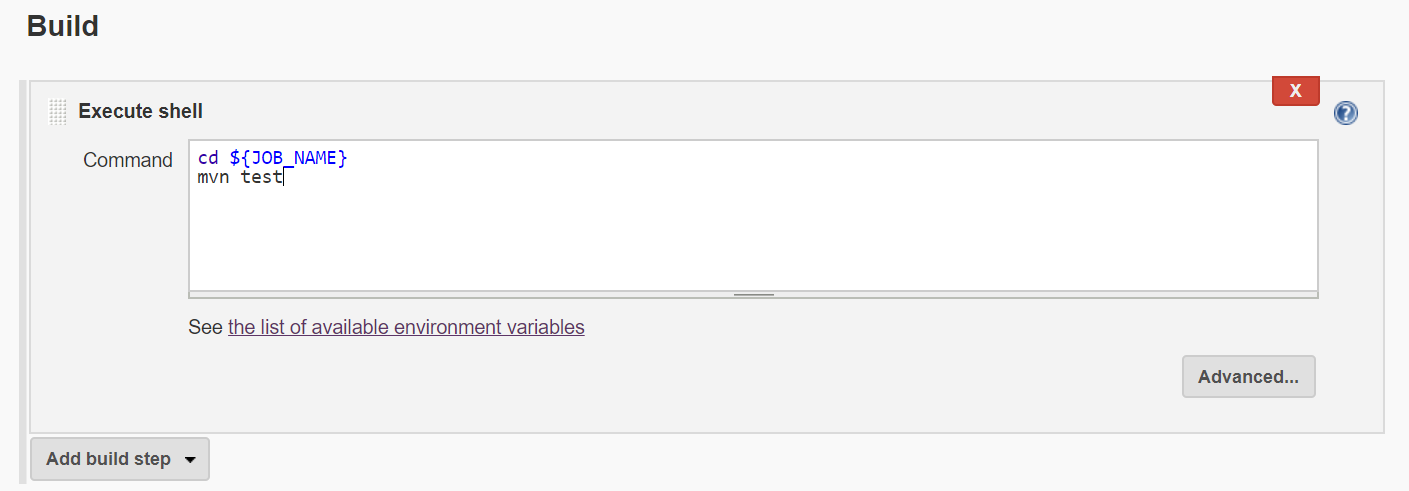 Build
X
Execute shell
?
Command
cd ${JOB_NAME}
mvn test
See the list of available environment variables
Advanced...
Add build step